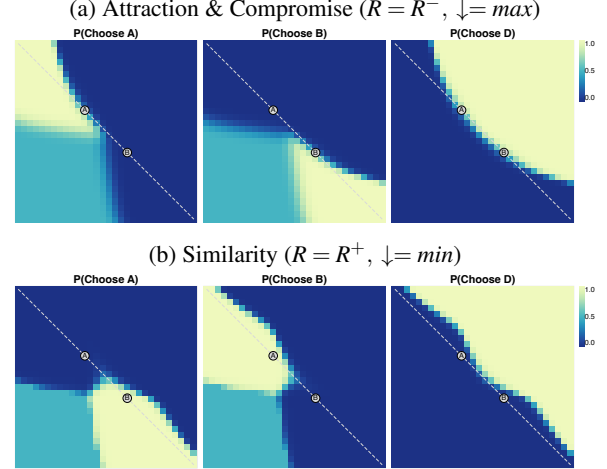 (a) Attraction & Compromise (R = R⁻, ↓= max)
P(Choose A) P(Choose B) P(Choose D)
1.0
0.5
0.0
A
B
A
B
A
B
(b) Similarity (R = R⁺, ↓= min)
P(Choose A) P(Choose B) P(Choose D)
1.0
0.5
0.0
A
B
A
B
A
B